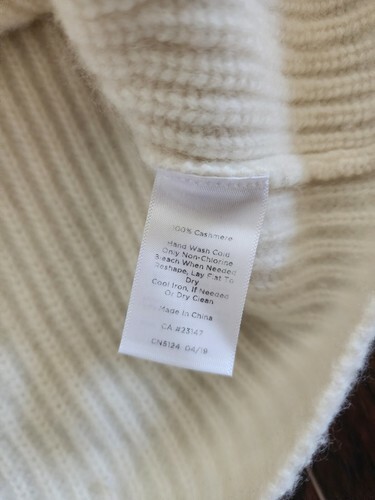 100% Cashmere
Hand Wash Cold
Only Non-Chlorine
Bleach When Needed
Reshape, Lay Flat To
Dry
Cool Iron, If Needed
Or Dry Clean
Made In China
CA #23147
CN5124 04/18